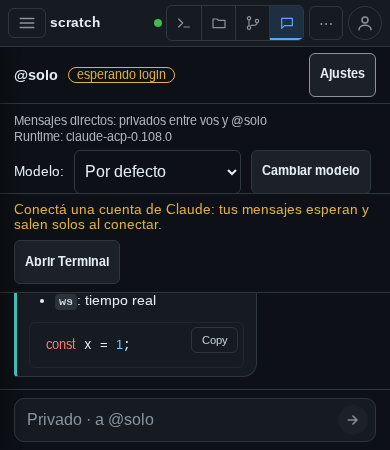 scratch
@solo esperando login Ajustes
Mensajes directos: privados entre vos y @solo
Runtime: claude-acp-0.108.0
Modelo: Por defecto Cambiar modelo
Conectá una cuenta de Claude: tus mensajes esperan y
salen solos al conectar.
Abrir Terminal
• ws: tiempo real
const x = 1; Copy
Privado · a @solo